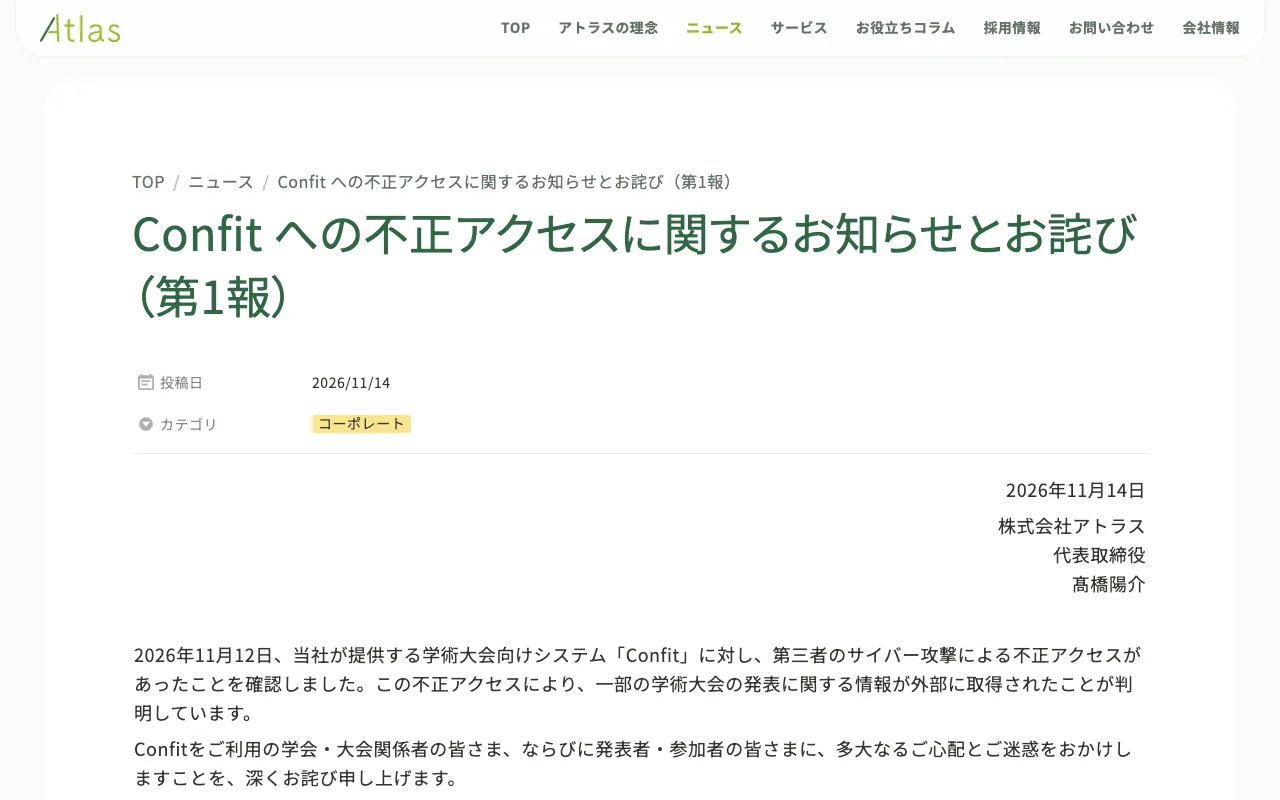 Atlas
TOP
アトラスの理念
ニュース
サービス
お役立ちコラム
採用情報
お問い合わせ
会社情報
TOP / ニュース / Confit への不正アクセスに関するお知らせとお詫び（第1報）
Confit への不正アクセスに関するお知らせとお詫び
（第1報）
投稿日 2026/11/14
カテゴリ コーポレート
2026年11月14日
株式会社アトラス
代表取締役
髙橋陽介
2026年11月12日、当社が提供する学術大会向けシステム「Confit」に対し、第三者のサイバー攻撃による不正アクセスが
あったことを確認しました。この不正アクセスにより、一部の学術大会の発表に関する情報が外部に取得されたことが判
明しています。
Confitをご利用の学会・大会関係者の皆さま、ならびに発表者・参加者の皆さまに、多大なるご心配とご迷惑をおかけし
ますことを、深くお詫び申し上げます。